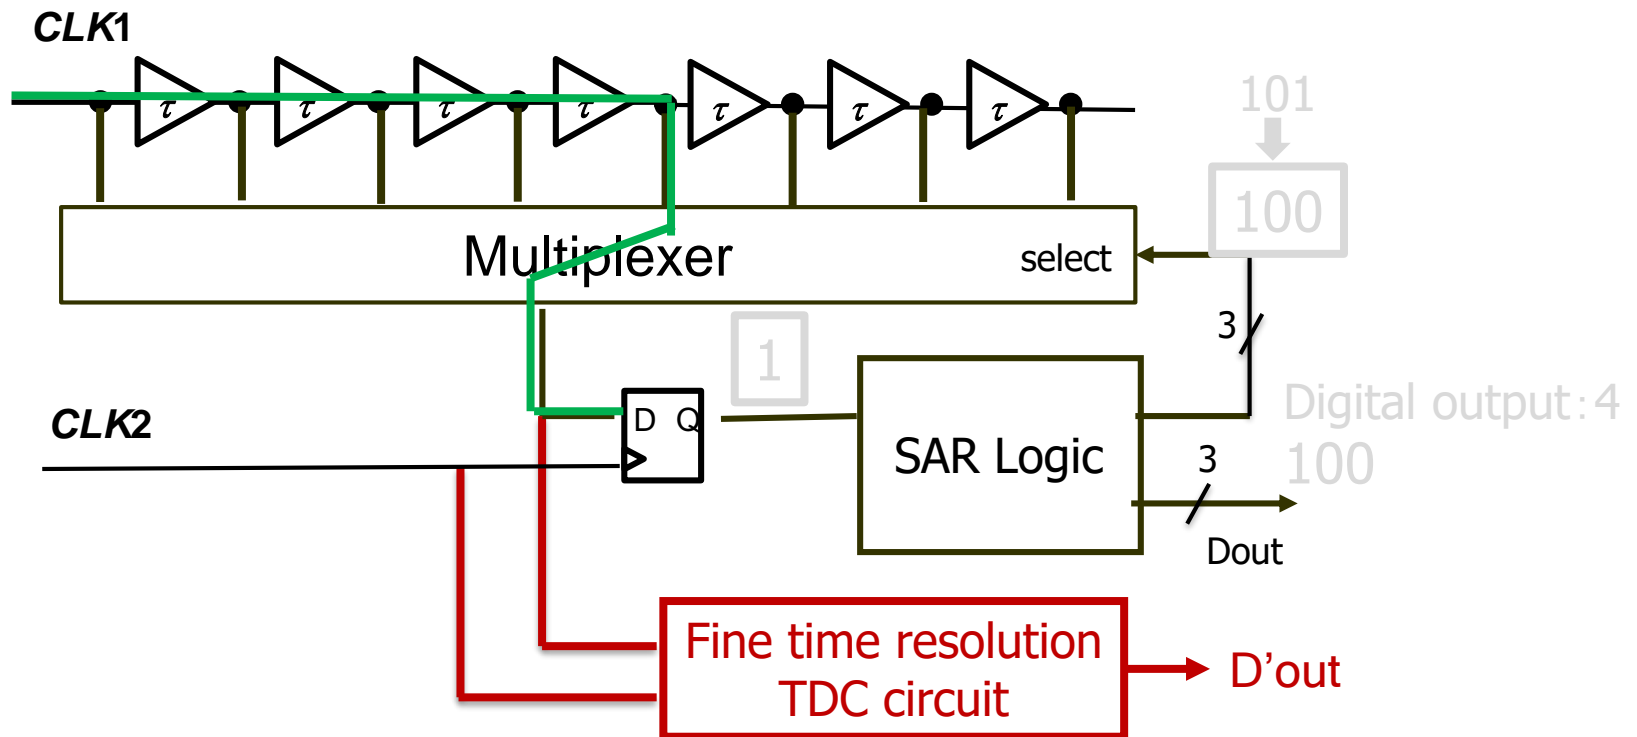 CLK1
τ τ τ τ τ τ τ
101
100
Multiplexer
select
3
1
CLK2
D Q
SAR Logic
Digital output:4
100
3
Dout
Fine time resolution
TDC circuit
D'out